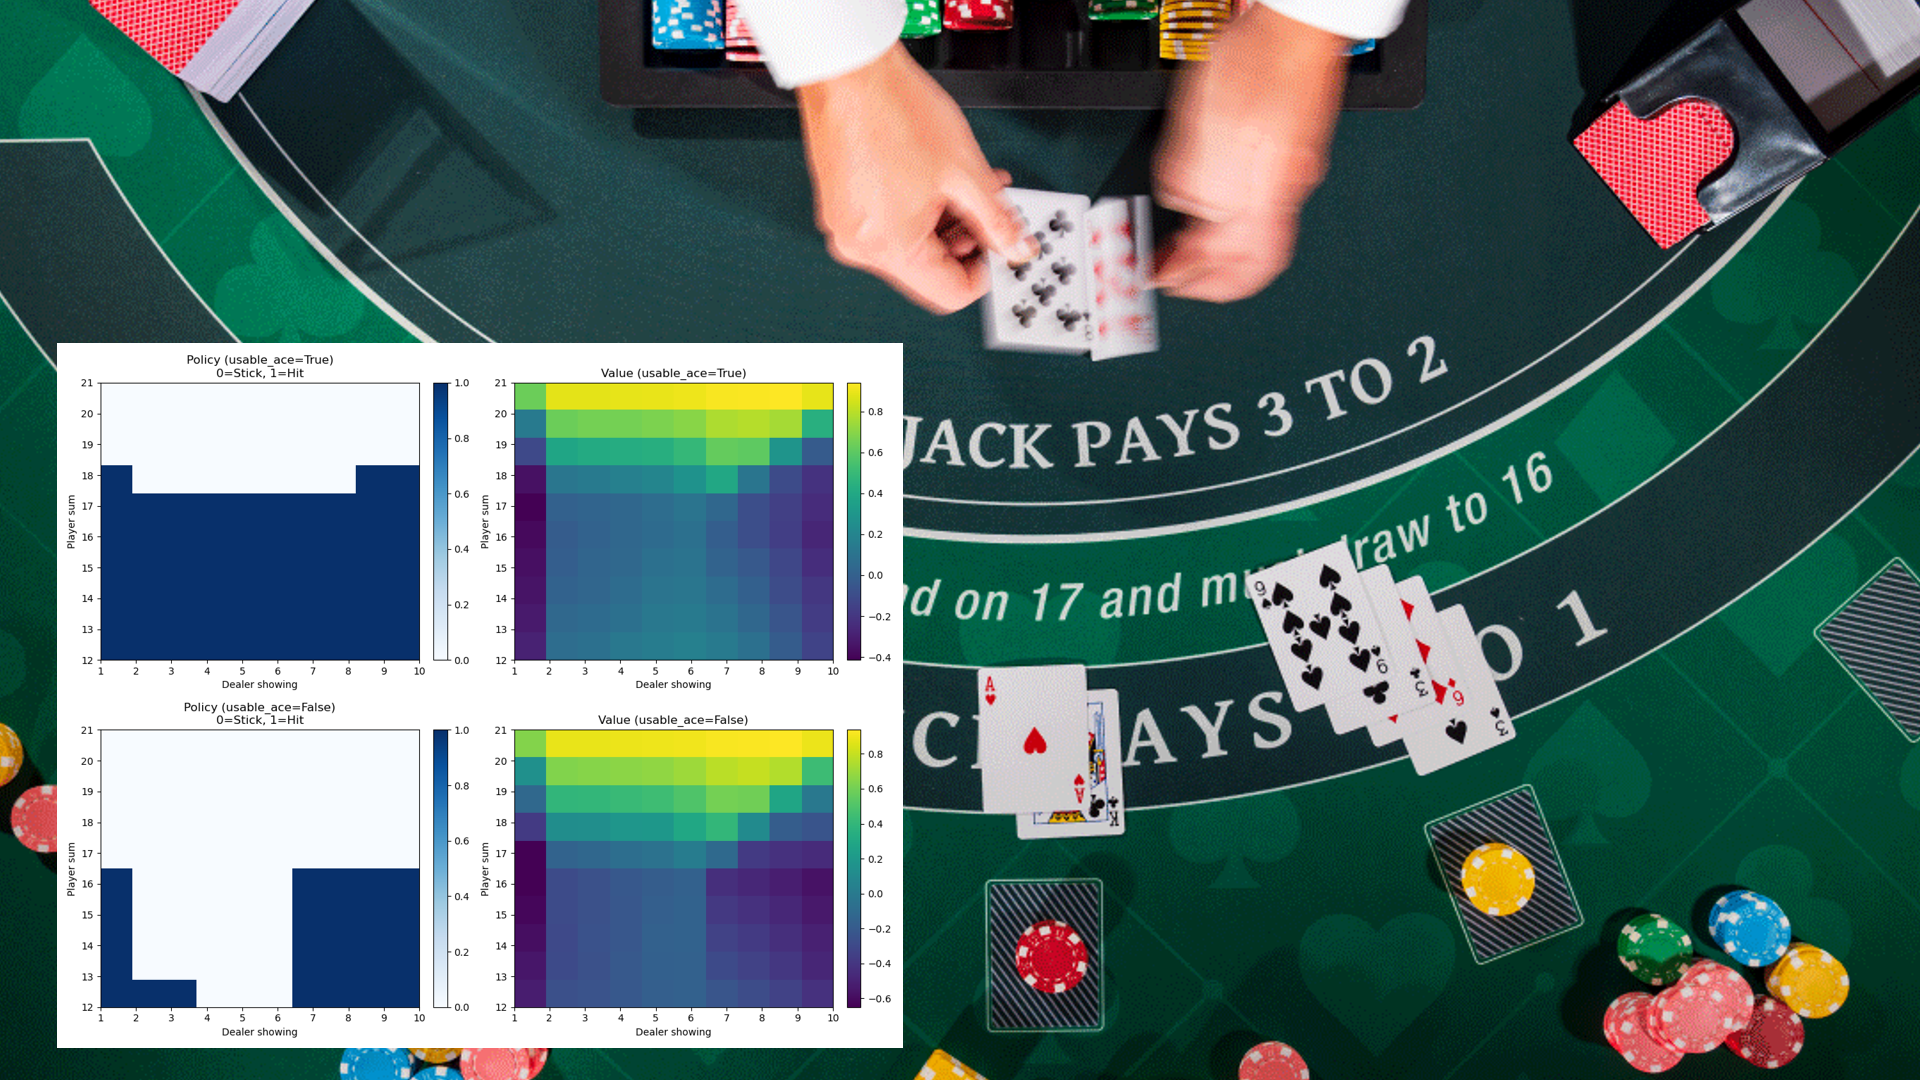 JACK PAYS 3 TO 2
d on 17 and mu draw to 16
PAYS
O 1
9
6
3
9
3
A
A
K
Policy (usable_ace=True)
0=Stick, 1=Hit
21
20
19
18
17
16
15
14
13
12
Player sum
1 2 3 4 5 6 7 8 9 10
Dealer showing
1.0
0.8
0.6
0.4
0.2
0.0
Value (usable_ace=True)
21
20
19
18
17
16
15
14
13
12
Player sum
1 2 3 4 5 6 7 8 9 10
Dealer showing
0.8
0.6
0.4
0.2
0.0
−0.2
−0.4
Policy (usable_ace=False)
0=Stick, 1=Hit
21
20
19
18
17
16
15
14
13
12
Player sum
1 2 3 4 5 6 7 8 9 10
Dealer showing
1.0
0.8
0.6
0.4
0.2
0.0
Value (usable_ace=False)
21
20
19
18
17
16
15
14
13
12
Player sum
1 2 3 4 5 6 7 8 9 10
Dealer showing
0.8
0.6
0.4
0.2
0.0
−0.2
−0.4
−0.6